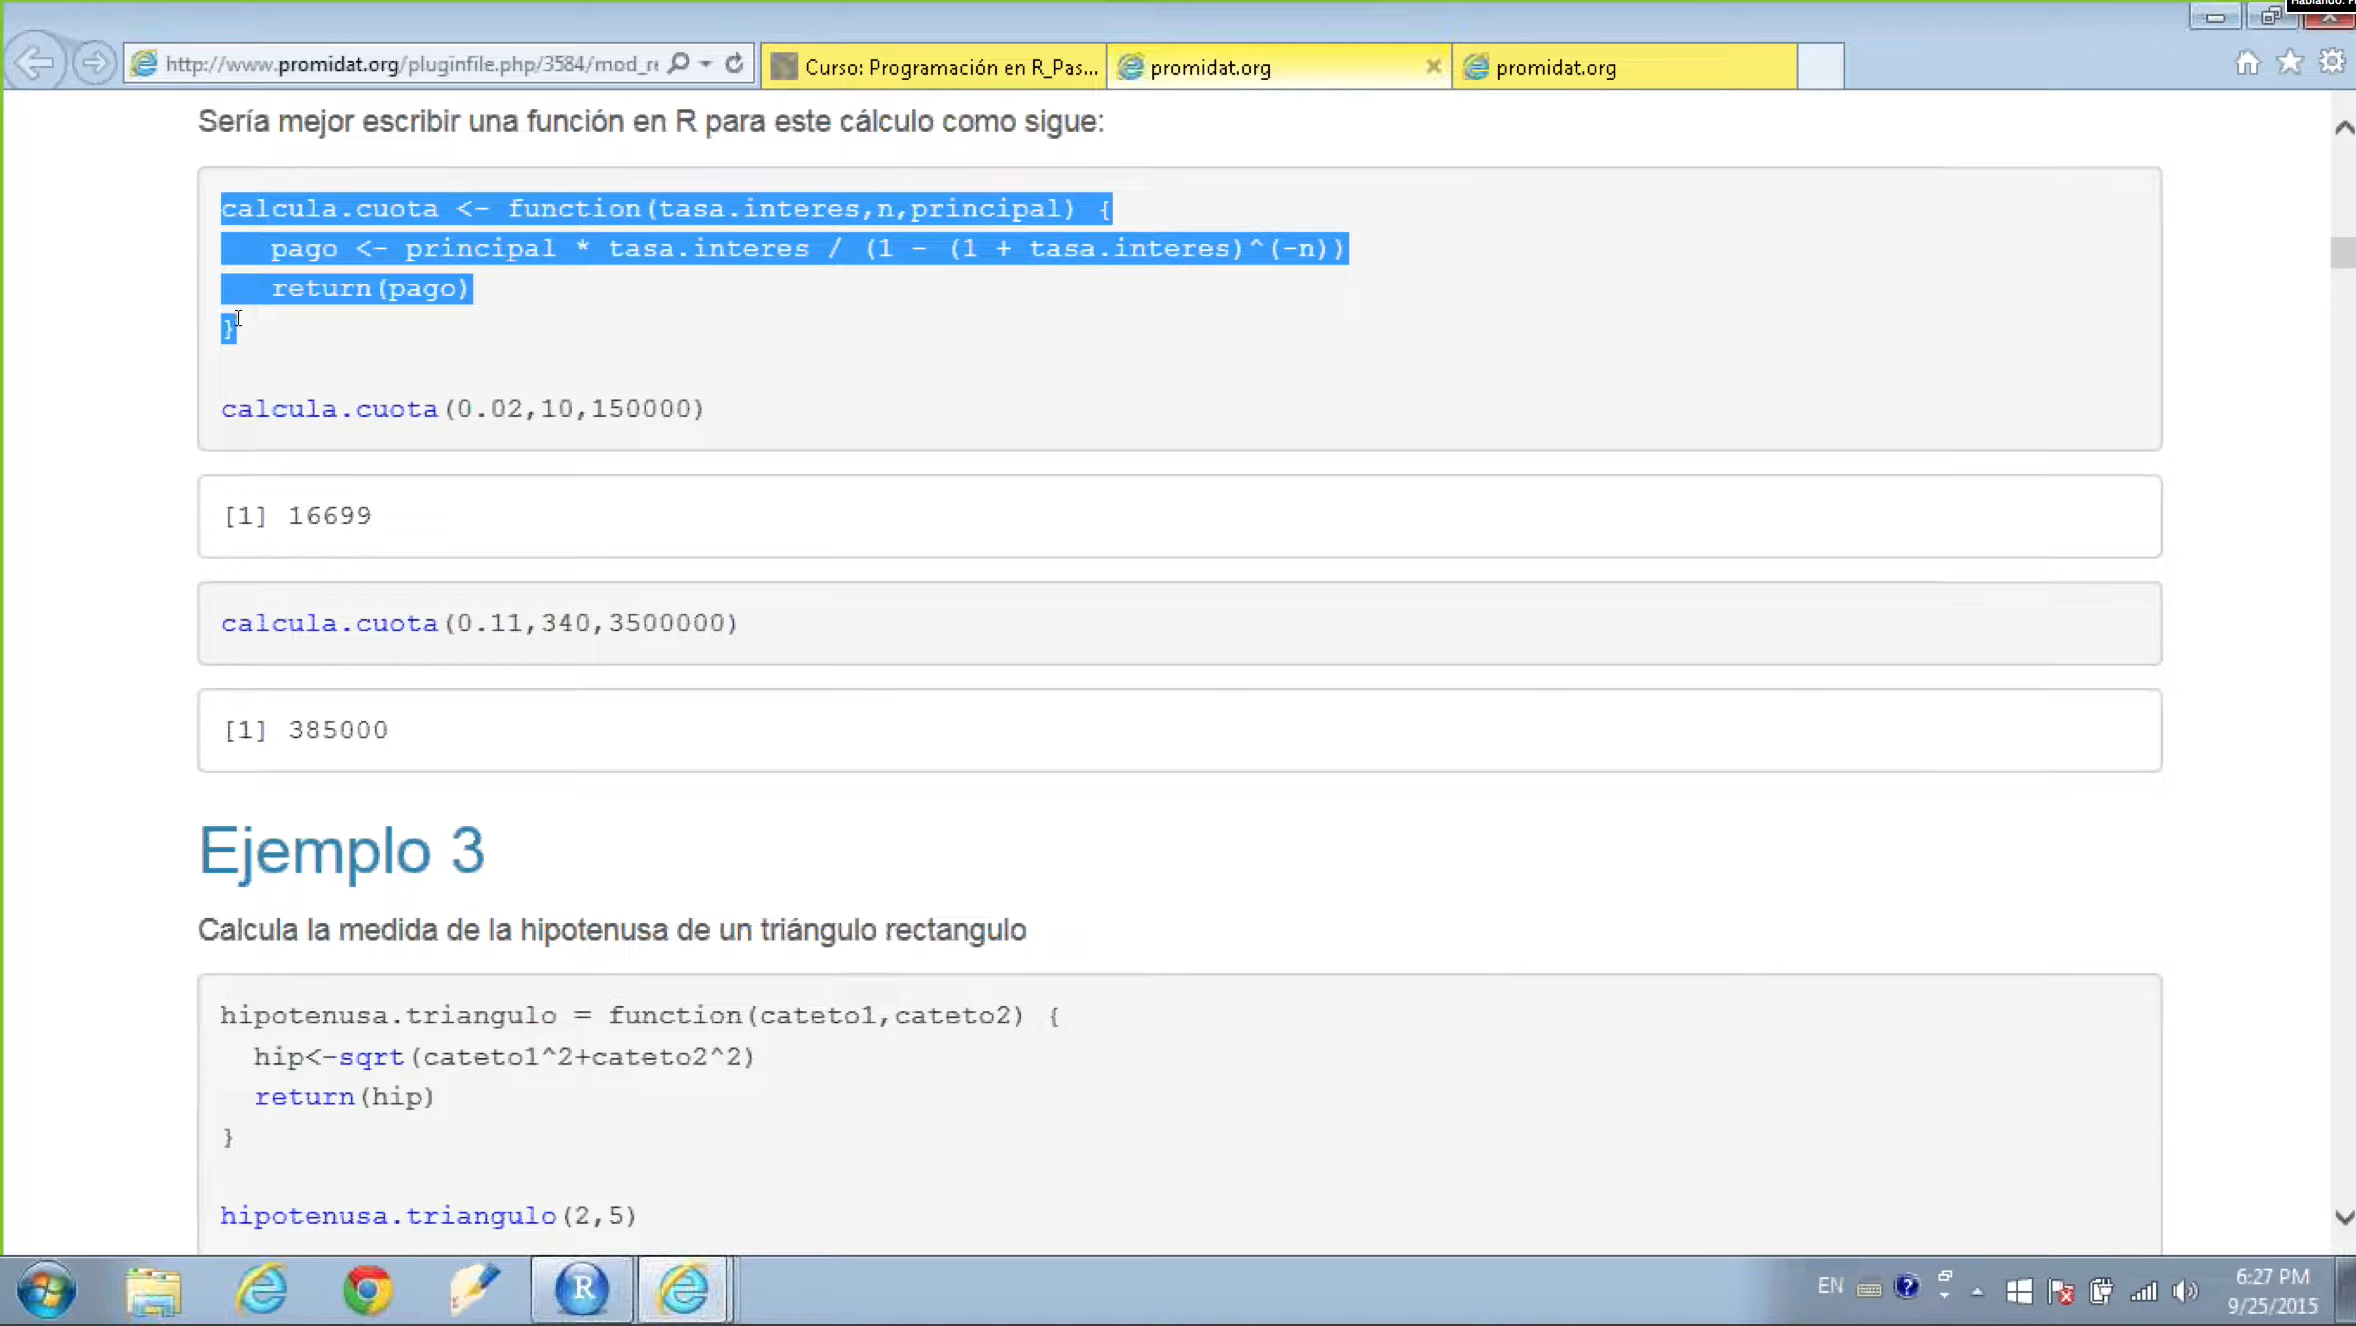 http://www.promidat.org/pluginfile.php/3584/mod_re
Curso: Programación en R_Pas...
promidat.org
promidat.org
Sería mejor escribir una función en R para este cálculo como sigue:
calcula.cuota <- function(tasa.interes,n,principal) {
   pago <- principal * tasa.interes / (1 - (1 + tasa.interes)^(-n))
   return(pago)
}
calcula.cuota(0.02,10,150000)
[1] 16699
calcula.cuota(0.11,340,3500000)
[1] 385000
Ejemplo 3
Calcula la medida de la hipotenusa de un triángulo rectangulo
hipotenusa.triangulo = function(cateto1,cateto2) {
  hip<-sqrt(cateto1^2+cateto2^2)
  return(hip)
}
hipotenusa.triangulo(2,5)
EN
6:27 PM
9/25/2015